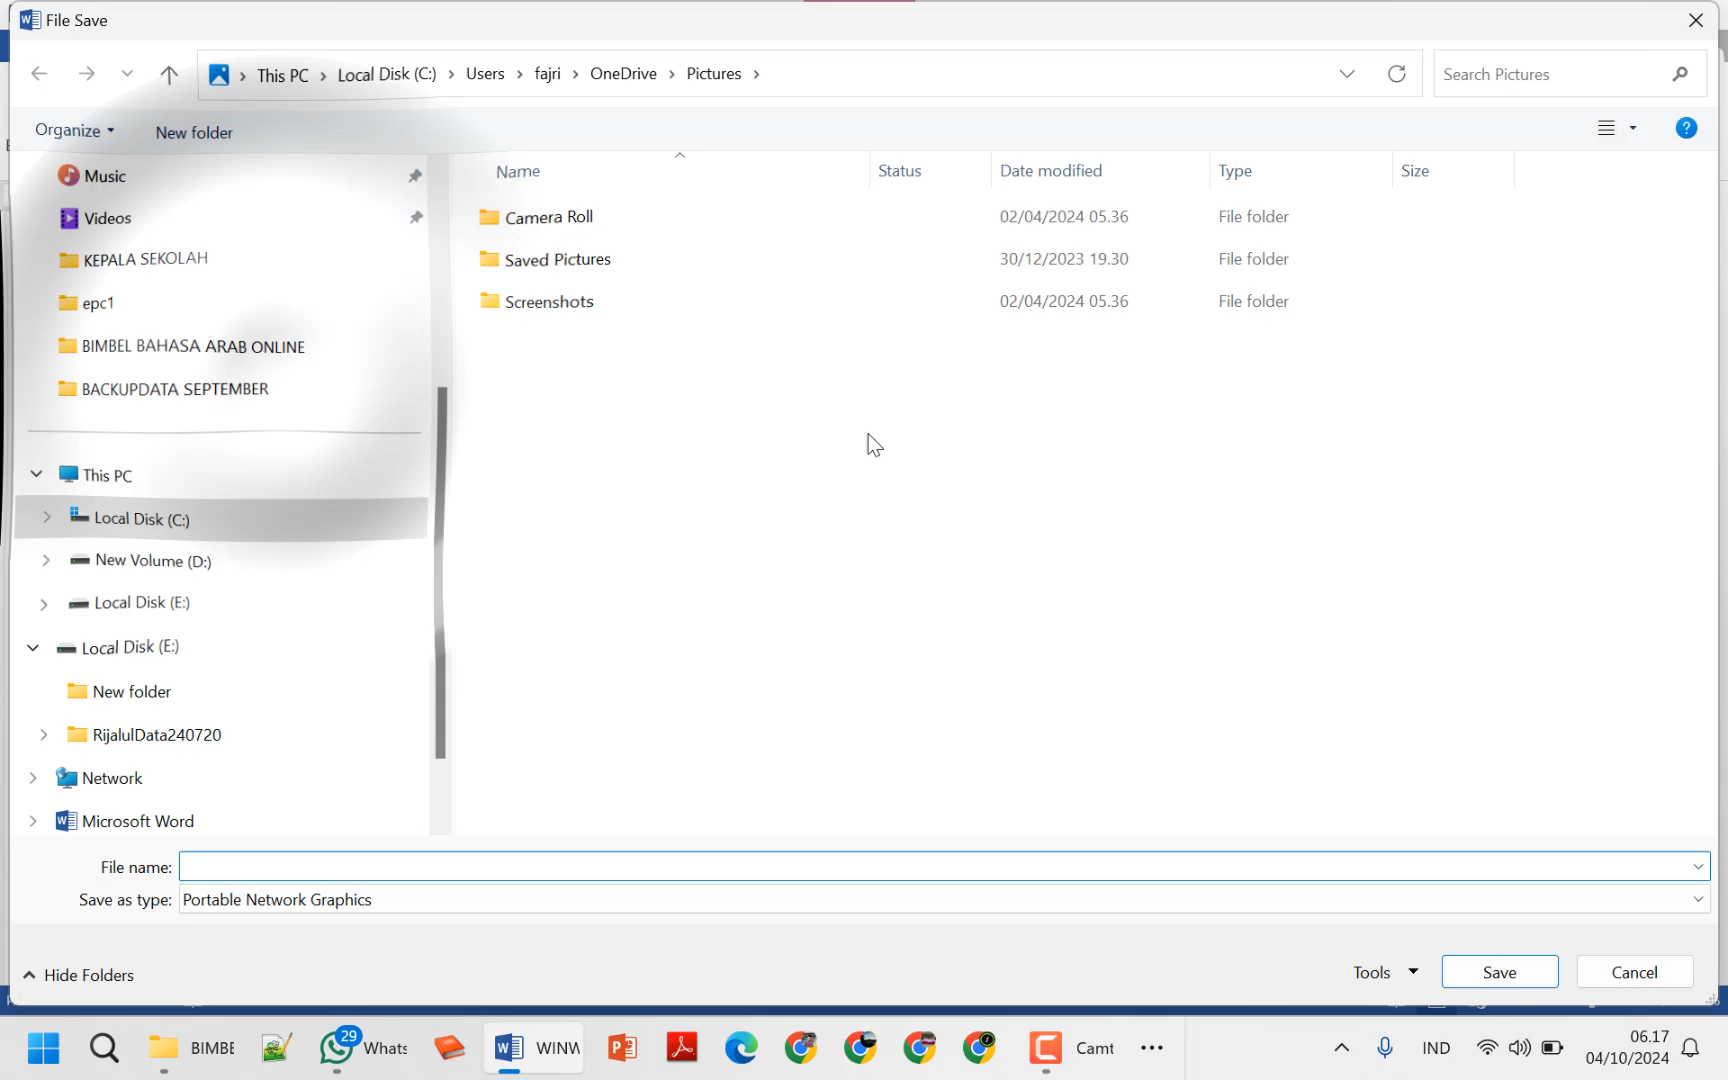 File Save
This PC > Local Disk (C:) > Users > fajri > OneDrive > Pictures >
Search Pictures
Organize
New folder
Music
Videos
KEPALA SEKOLAH
epc1
BIMBEL BAHASA ARAB ONLINE
BACKUPDATA SEPTEMBER
This PC
Local Disk (C:)
New Volume (D:)
Local Disk (E:)
Local Disk (E:)
New folder
RijalulData240720
Network
Microsoft Word
Name Status Date modified Type Size
Camera Roll 02/04/2024 05.36 File folder
Saved Pictures 30/12/2023 19.30 File folder
Screenshots 02/04/2024 05.36 File folder
File name:
Save as type: Portable Network Graphics
Hide Folders
Tools
Save
Cancel
BIMBE
29
Whats
WINW
Camt
IND
06.17
04/10/2024